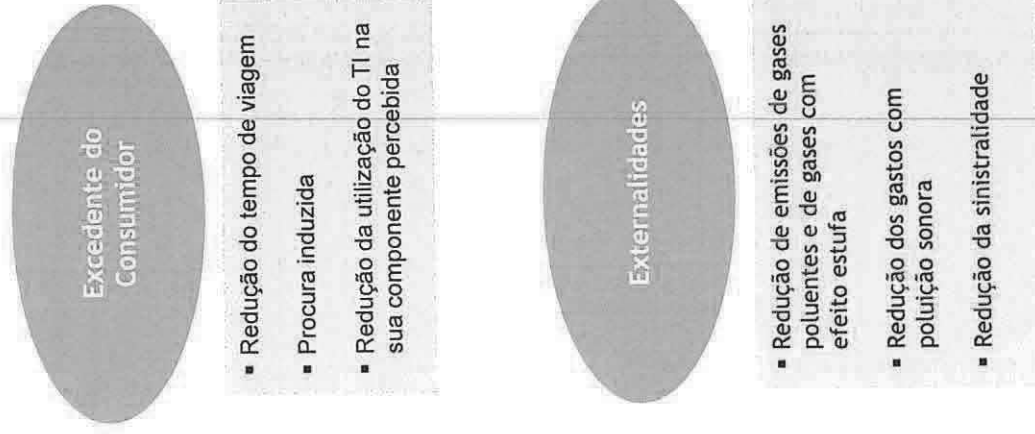 Excedente do
Consumidor
▪ Redução do tempo de viagem
▪ Procura induzida
▪ Redução da utilização do TI na
sua componente percebida
Externalidades
▪ Redução de emissões de gases
poluentes e de gases com
efeito estufa
▪ Redução dos gastos com
poluição sonora
▪ Redução da sinistralidade